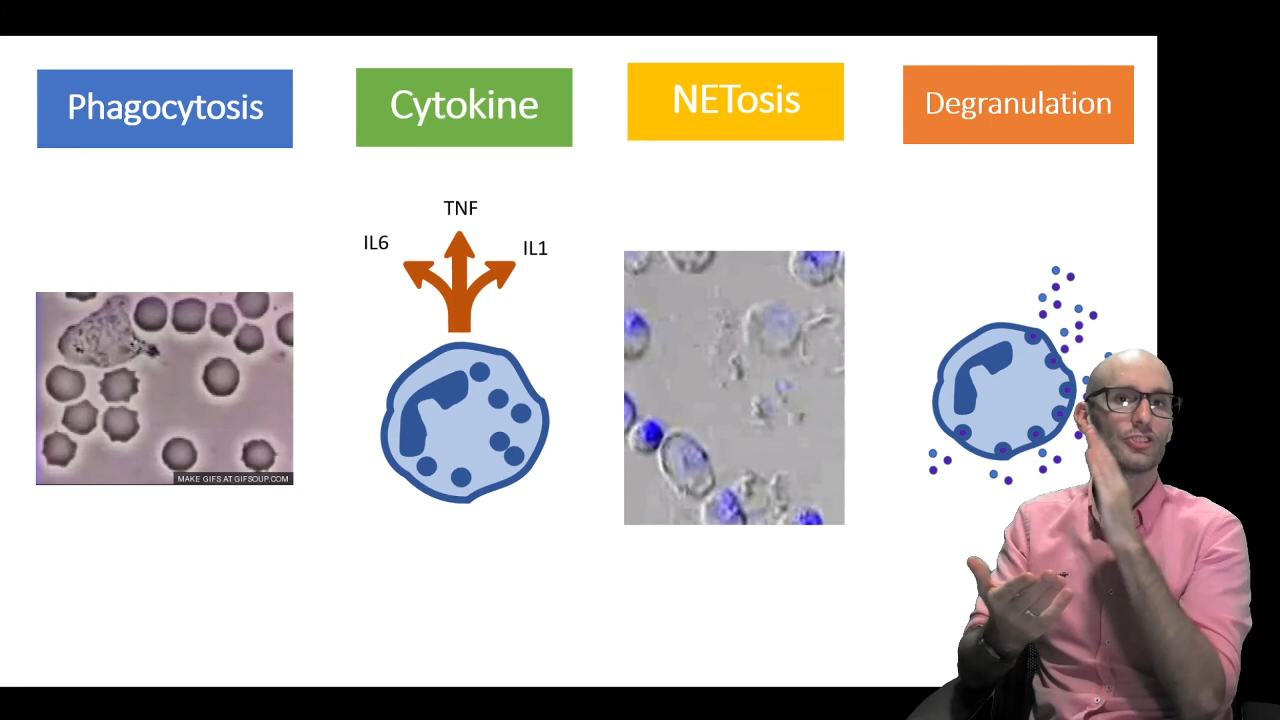 Phagocytosis
Cytokine
NETosis
Degranulation
TNF
IL6
IL1
MAKE GIFS AT GIFSOUP.COM